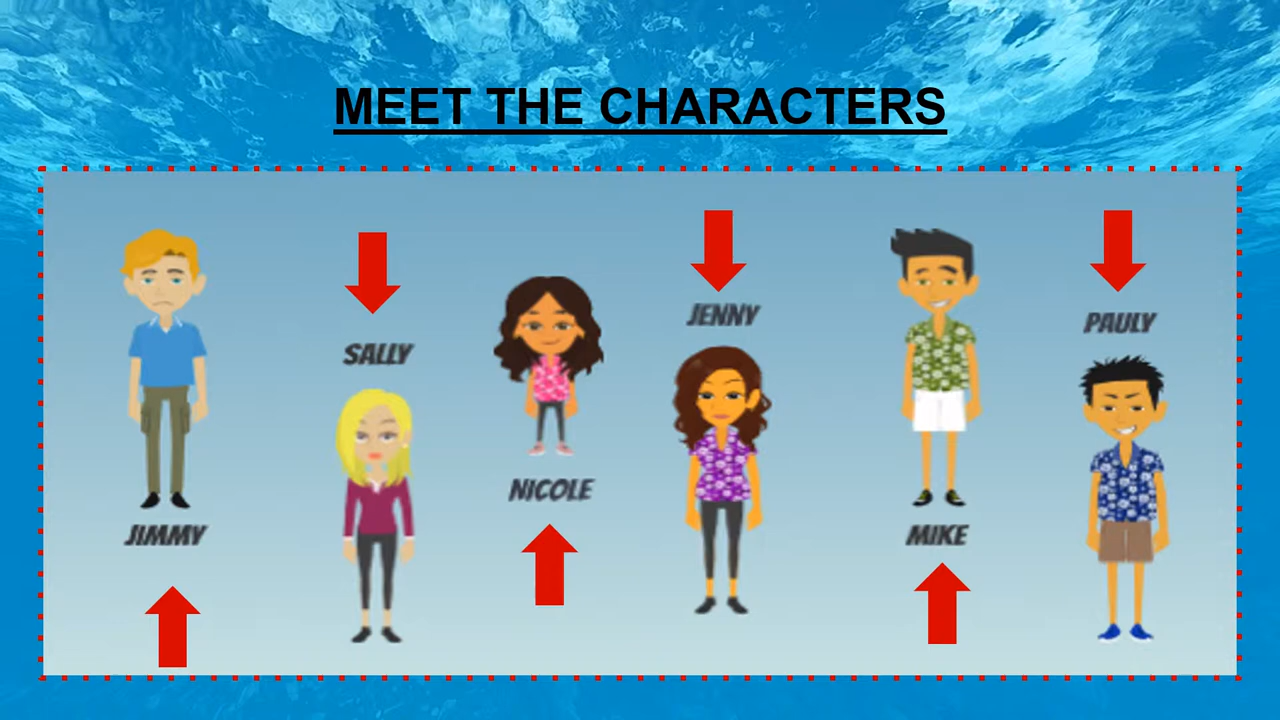 MEET THE CHARACTERS
JIMMY
SALLY
NICOLE
JENNY
MIKE
PAULY